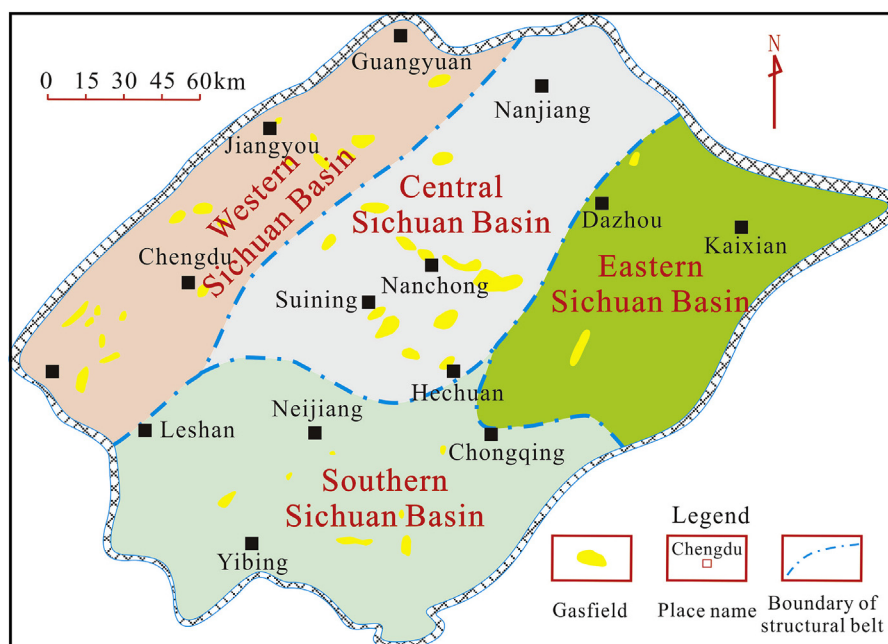 Guangyuan
0 15 30 60km
N
Nanjiang
Jiangyou
Western
Sichuan Basin
Central
Sichuan Basin
Dazhou
Kaixian
Chengdu
Eastern
Sichuan Basin
Nanchong
Suining
Hechuan
Leshan
Neijiang
Chongqing
Southern
Sichuan Basin
Yibing
Legend
Chengdu
Gasfield
Place name
Boundary of
structural belt